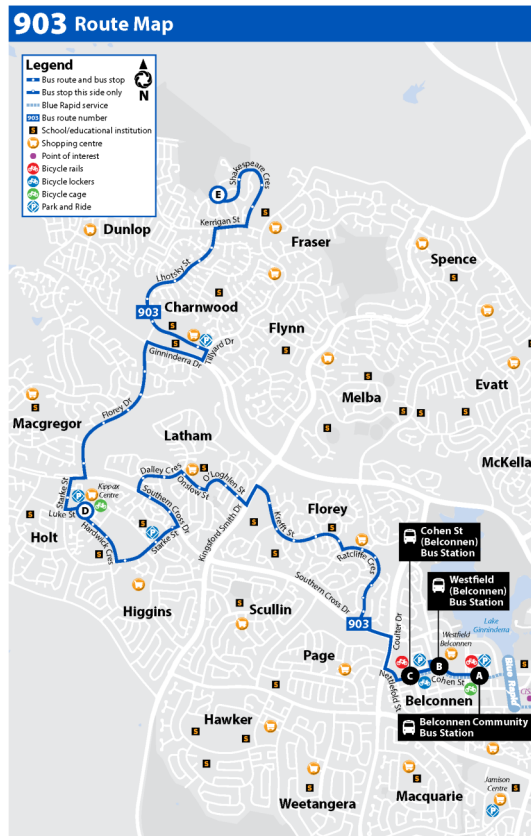 903 Route Map
Legend
Bus route and bus stop
Bus stop this side only
Blue Rapid service
903 Bus route number
S School/educational institution
Shopping centre
Point of interest
Bicycle rails
Bicycle lockers
Bicycle cage
Park and Ride
N
Shakespeare Cres
E
Kerrigan St
Dunlop
Fraser
Spence
Lhotsky St
903
Charnwood
Flynn
Tillyard Dr
Ginninderra Dr
Evatt
Melba
Florey Dr
Macgregor
Latham
McKella
Dalley Cres
O'Loghlen St
Onslow St
Starke St
Kippax
Centre
Southern Cross Dr
Luke St
D
Kingsford Smith Dr
Krefft St
Florey
Holt
Hardwick Cres
Starke St
Ratcliffe Cres
Cohen St
(Belconnen)
Bus Station
Westfield
(Belconnen)
Bus Station
Higgins
Southern Cross Dr
Scullin
903
Coulter Dr
Lake
Ginninderra
Westfield
Belconnen
Page
Nettlefold St
C
B
A
Cohen St
Blue Rapid
Belconnen
CIS
Belconnen Community
Bus Station
Hawker
Weetangera
Macquarie
Jamison
Centre